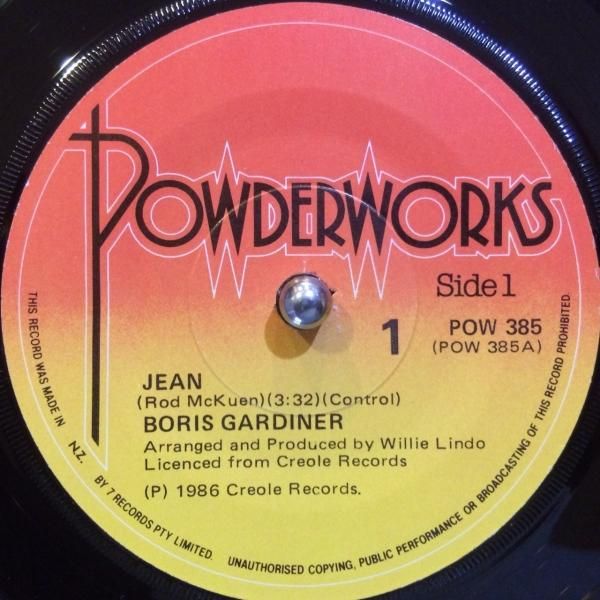 POWDERWORKS
Side 1
1
POW 385
(POW 385A)
JEAN
(Rod McKuen)(3:32)(Control)
BORIS GARDINER
Arranged and Produced by Willie Lindo
Licenced from Creole Records
(P) 1986 Creole Records.
THIS RECORD WAS MADE IN N.Z. BY 7 RECORDS PTY LIMITED. UNAUTHORISED COPYING, PUBLIC PERFORMANCE OR BROADCASTING OF THIS RECORD PROHIBITED.